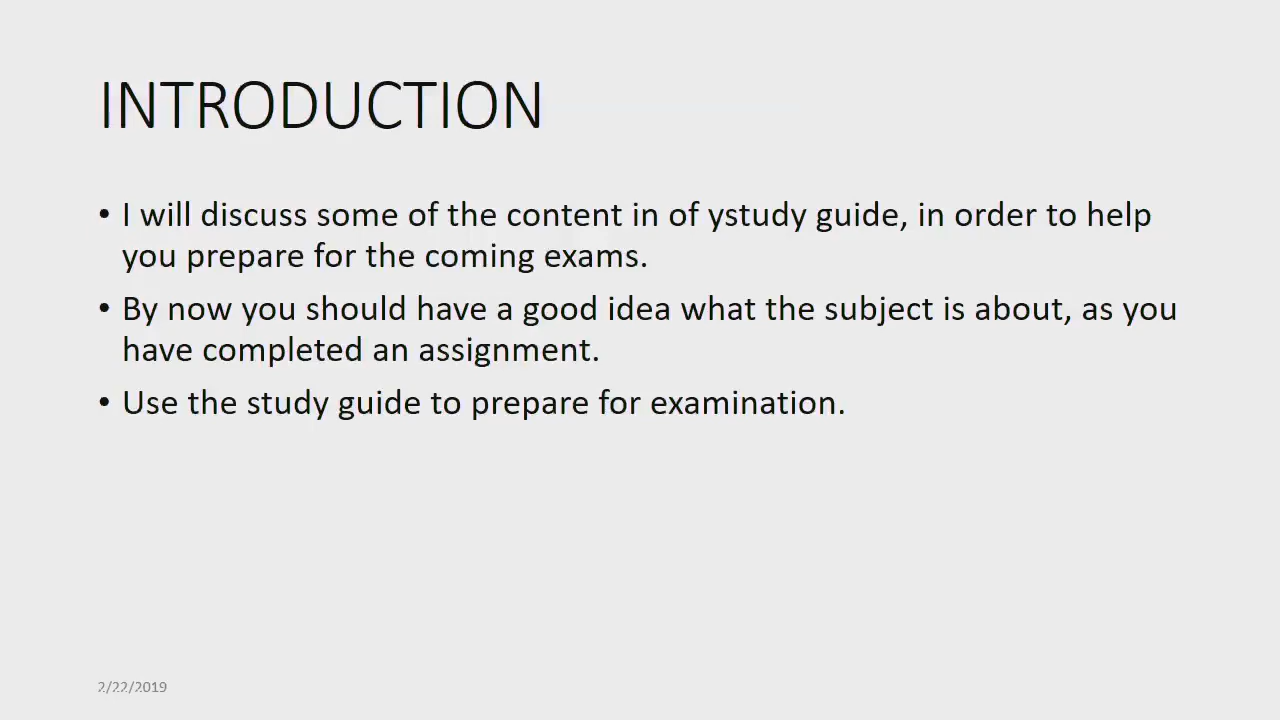 INTRODUCTION
• I will discuss some of the content in of ystudy guide, in order to help
you prepare for the coming exams.
• By now you should have a good idea what the subject is about, as you
have completed an assignment.
• Use the study guide to prepare for examination.
2/22/2019